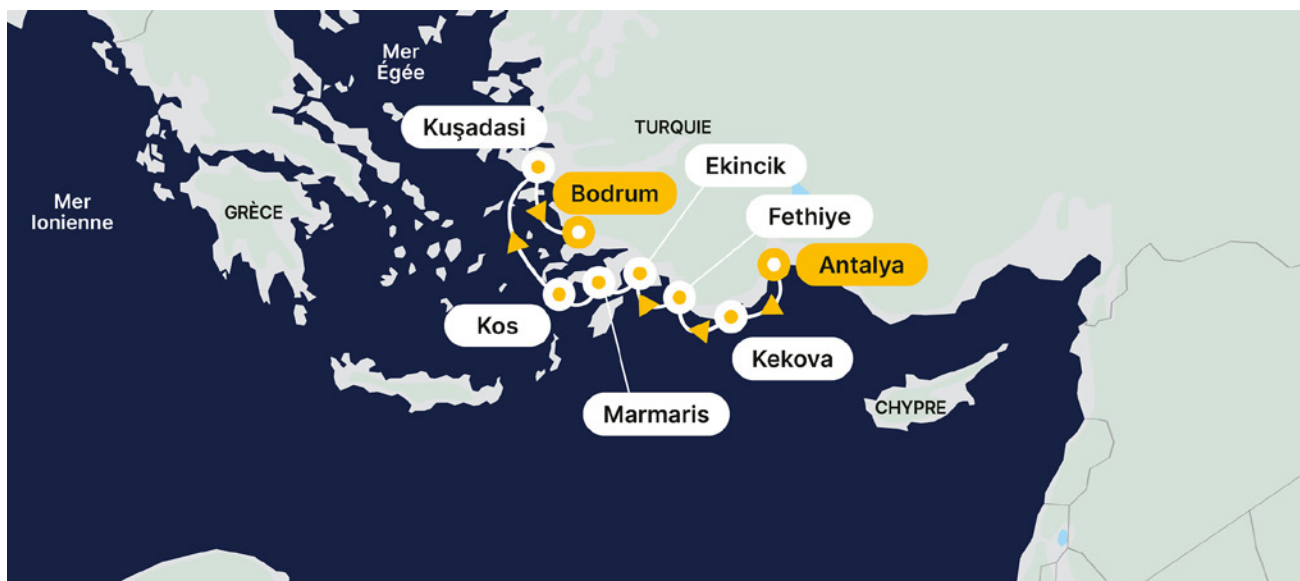 Mer
Égée
Kuşadasi
TURQUIE
Ekincik
Bodrum
Mer
Ionienne
GRÈCE
Fethiye
Antalya
Kos
Kekova
Marmaris
CHYPRE